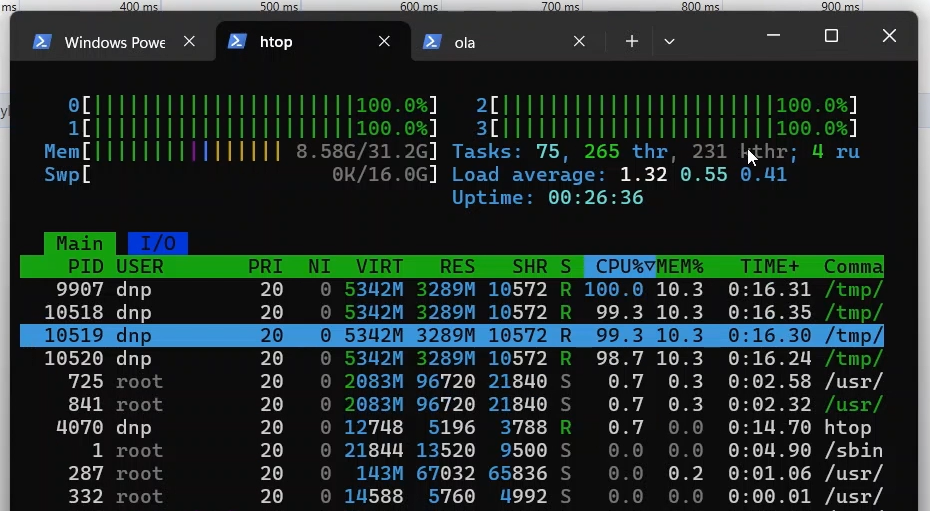 ms 400 ms 500 ms 600 ms 700 ms 800 ms 900 ms
Windows Powe htop ola
0[||||||||||||||||||||||100.0%] 2[|||||||||||||||||||||||100.0%]
1[||||||||||||||||||||||100.0%] 3[|||||||||||||||||||||||100.0%]
Mem[|||||||||||||||| 8.58G/31.2G] Tasks: 75, 265 thr, 231 kthr; 4 ru
Swp[ 0K/16.0G] Load average: 1.32 0.55 0.41
Uptime: 00:26:36
Main I/O
PID USER PRI NI VIRT RES SHR S CPU%▽MEM% TIME+ Comma
9907 dnp 20 0 5342M 3289M 10572 R 100.0 10.3 0:16.31 /tmp/
10518 dnp 20 0 5342M 3289M 10572 R 99.3 10.3 0:16.35 /tmp/
10519 dnp 20 0 5342M 3289M 10572 R 99.3 10.3 0:16.30 /tmp/
10520 dnp 20 0 5342M 3289M 10572 R 98.7 10.3 0:16.24 /tmp/
725 root 20 0 2083M 96720 21840 S 0.7 0.3 0:02.58 /usr/
841 root 20 0 2083M 96720 21840 S 0.7 0.3 0:02.32 /usr/
4070 dnp 20 0 12748 5196 3788 R 0.7 0.0 0:14.70 htop
1 root 20 0 21844 13520 9500 S 0.0 0.0 0:04.90 /sbin
287 root 20 0 143M 67032 65836 S 0.0 0.2 0:01.06 /usr/
332 root 20 0 14588 5760 4992 S 0.0 0.0 0:00.01 /usr/